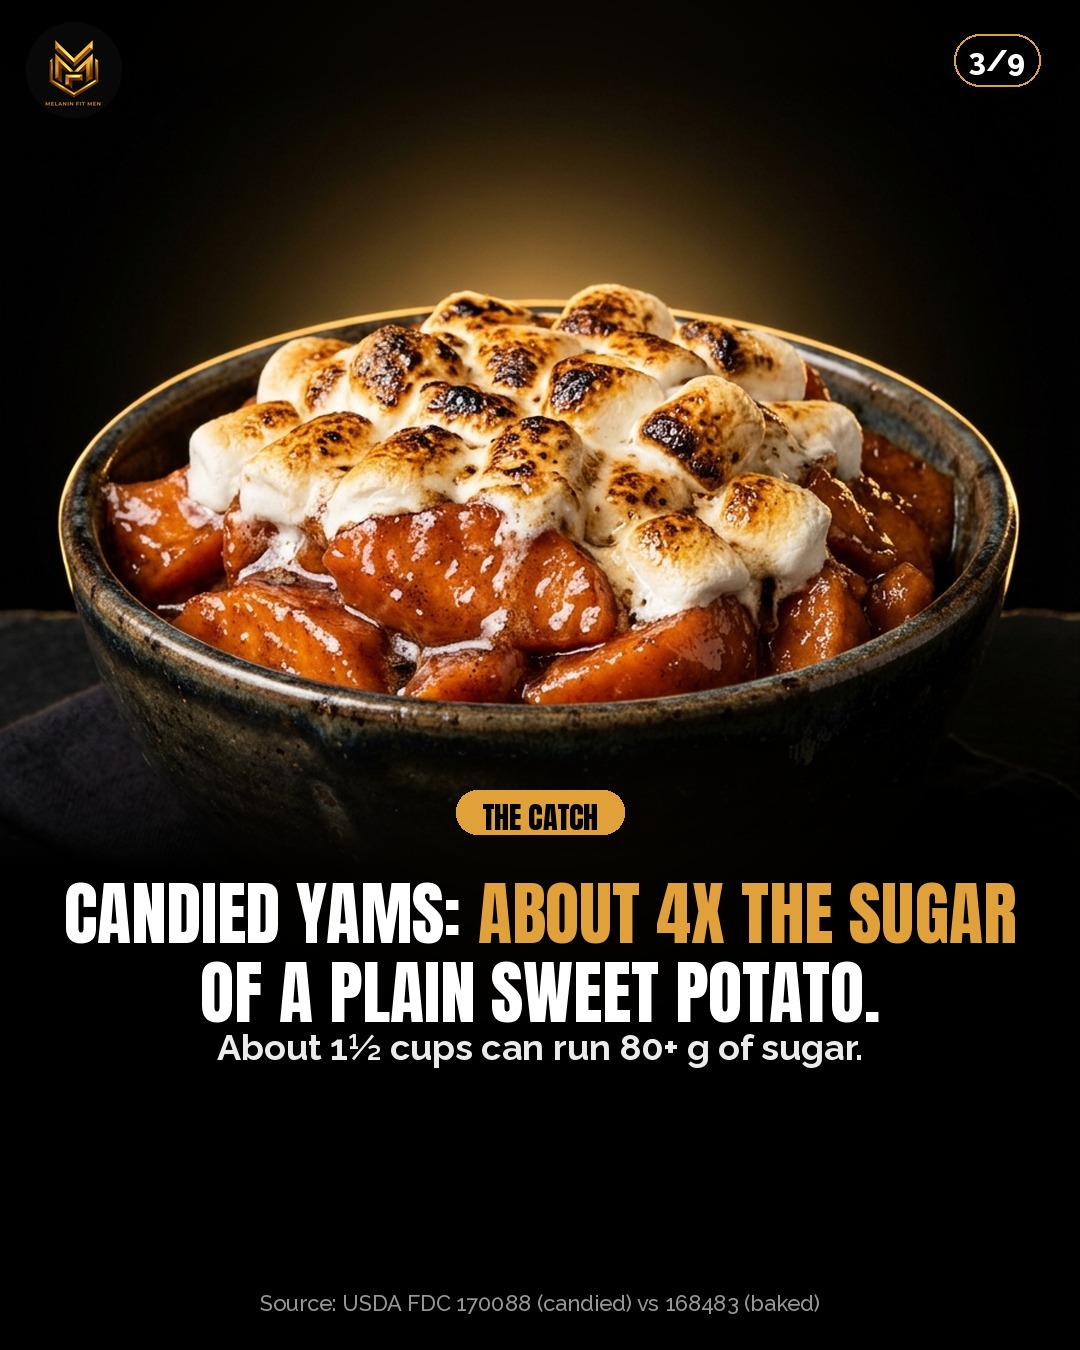 MELANIN FIT MEN
3/9
THE CATCH
CANDIED YAMS: ABOUT 4X THE SUGAR
OF A PLAIN SWEET POTATO.
About 1½ cups can run 80+ g of sugar.
Source: USDA FDC 170088 (candied) vs 168483 (baked)